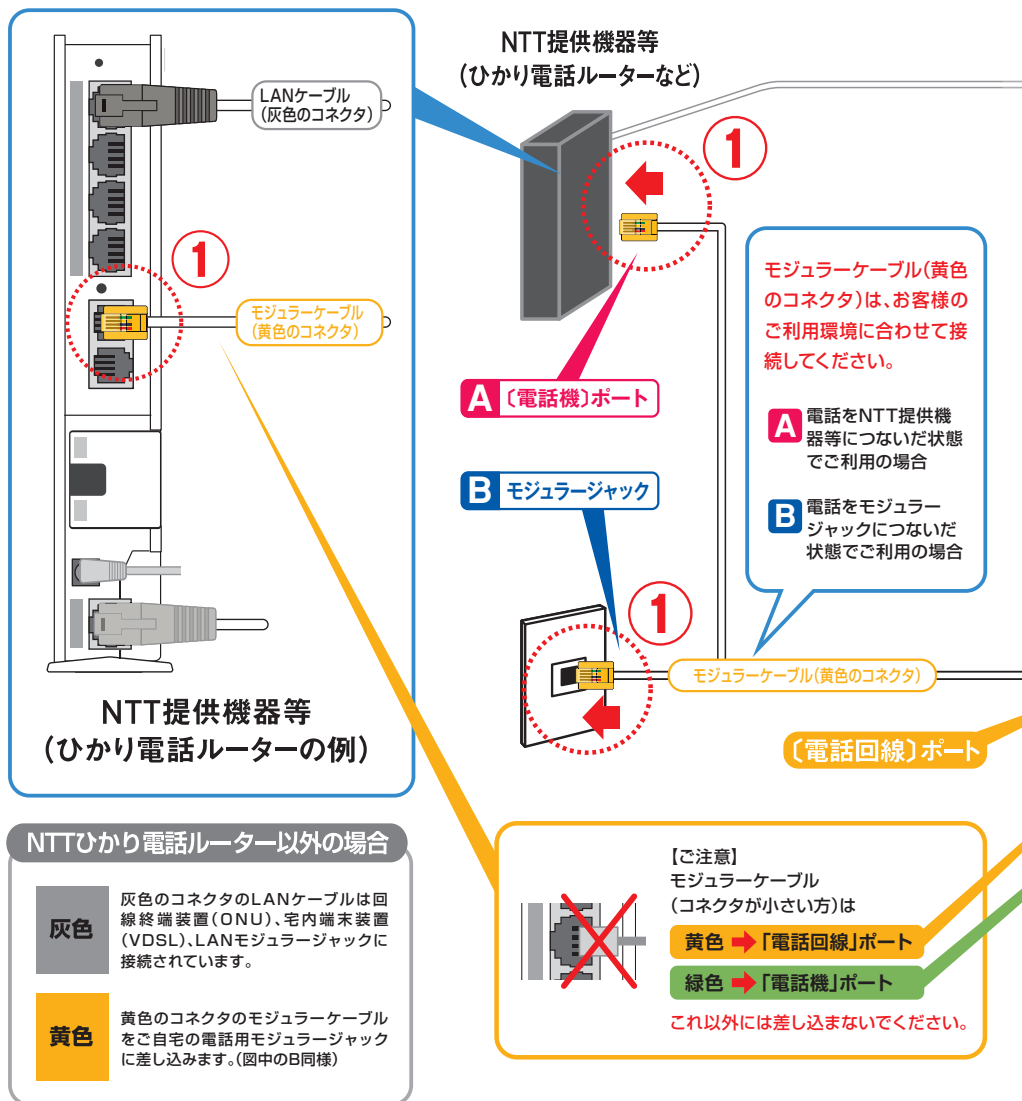 LANケーブル
(灰色のコネクタ)
①
モジュラーケーブル
(黄色のコネクタ)
NTT提供機器等
(ひかり電話ルーターの例)
NTT提供機器等
(ひかり電話ルーターなど)
①
A 〔電話機〕ポート
B モジュラージャック
①
モジュラーケーブル(黄色
のコネクタ)は、お客様の
ご利用環境に合わせて接
続してください。
A 電話をNTT提供機
器等につないだ状態
でご利用の場合
B 電話をモジュラー
ジャックにつないだ
状態でご利用の場合
モジュラーケーブル(黄色のコネクタ)
〔電話回線〕ポート
NTTひかり電話ルーター以外の場合
灰色
灰色のコネクタのLANケーブルは回
線終端装置(ONU)、宅内端末装置
(VDSL)、LANモジュラージャックに
接続されています。
黄色
黄色のコネクタのモジュラーケーブル
をご自宅の電話用モジュラージャック
に差し込みます。(図中のB同様)
【ご注意】
モジュラーケーブル
(コネクタが小さい方)は
黄色 ➡ 「電話回線」ポート
緑色 ➡ 「電話機」ポート
これ以外には差し込まないでください。